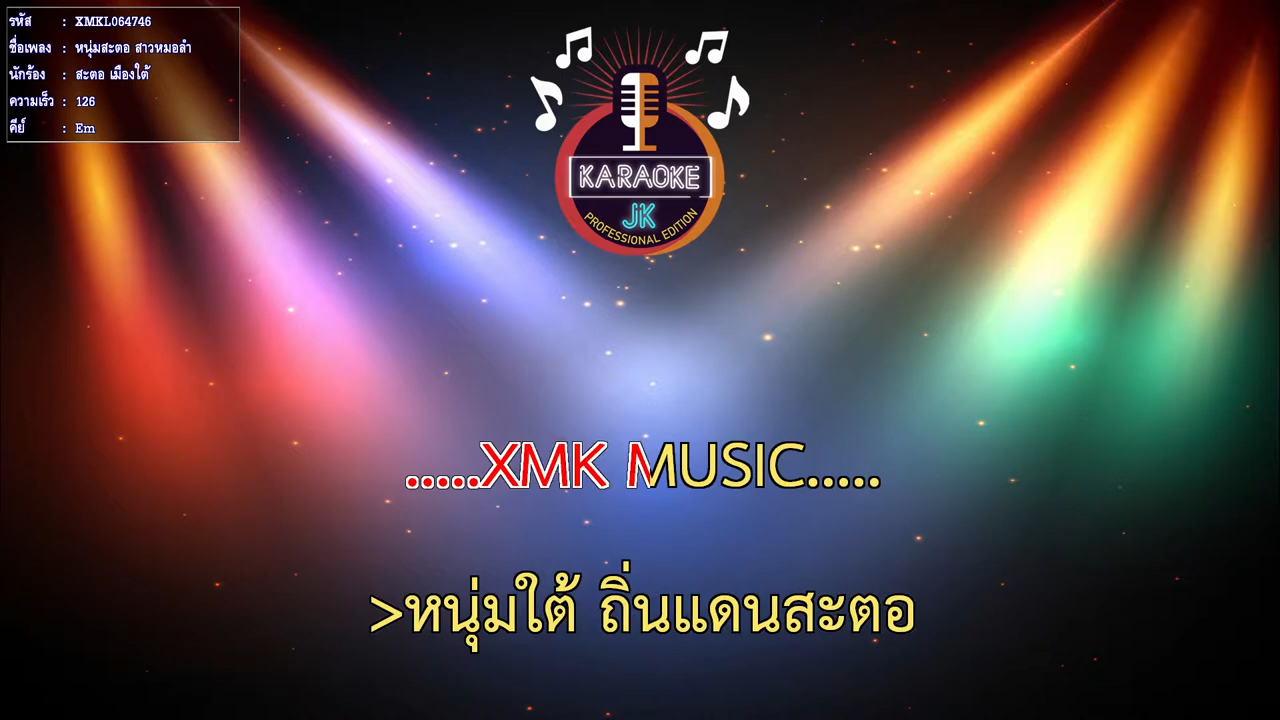 รหัส : XMKL064746
ชื่อเพลง : หนุ่มสะตอ สาวหมอลำ
นักร้อง : สะตอ เมืองใต้
ความเร็ว : 126
คีย์ : Em
KARAOKE
JK
PROFESSIONAL EDITION
.....XMK MUSIC.....
>หนุ่มใต้ ถิ่นแดนสะตอ